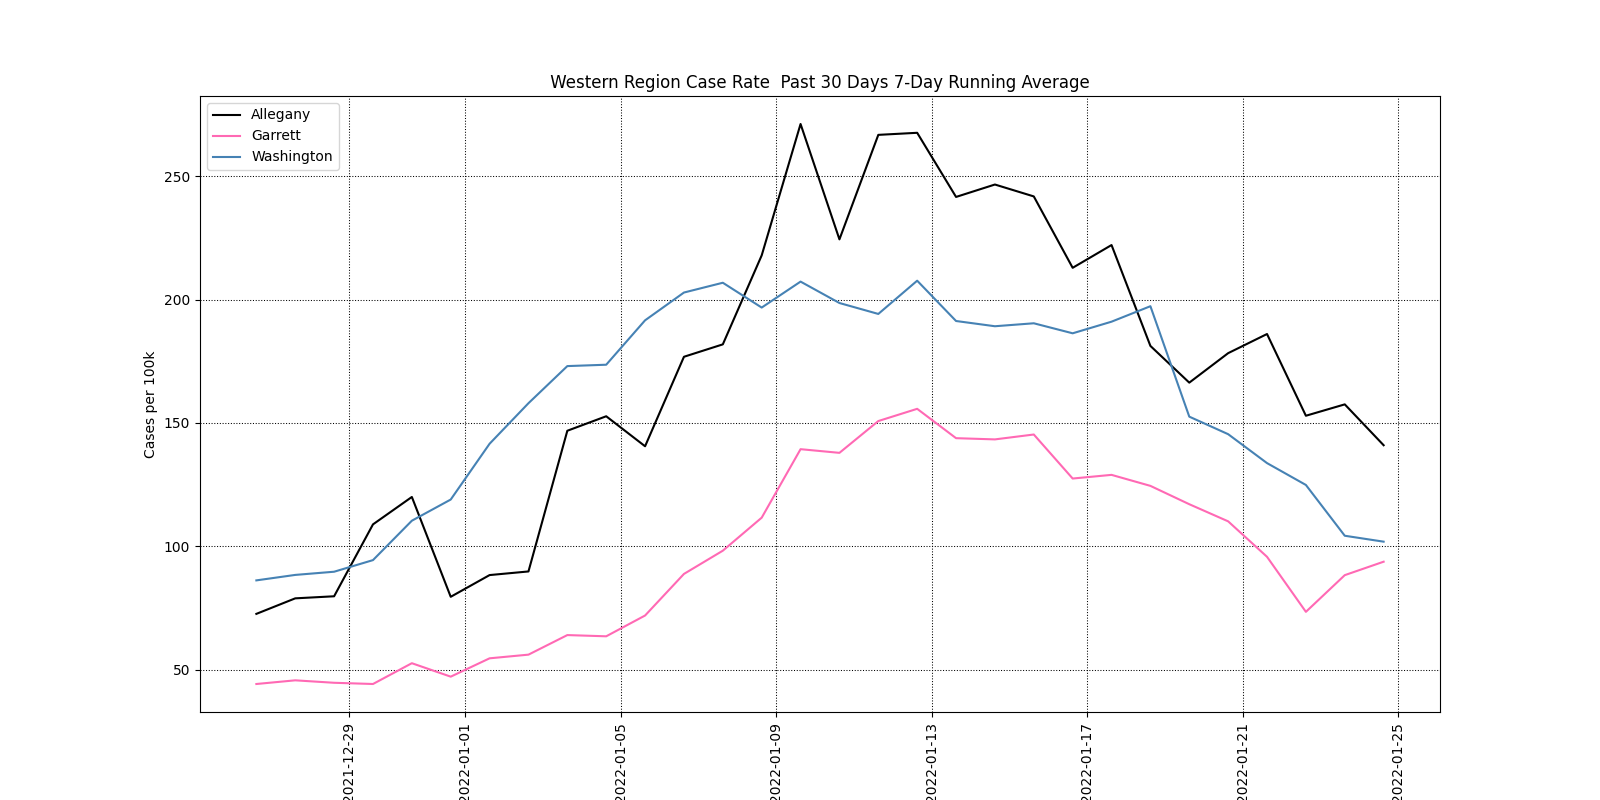 Western Region Case Rate  Past 30 Days 7-Day Running Average
Allegany
Garrett
Washington
Cases per 100k
250
200
150
100
50
2021-12-29
2022-01-01
2022-01-05
2022-01-09
2022-01-13
2022-01-17
2022-01-21
2022-01-25